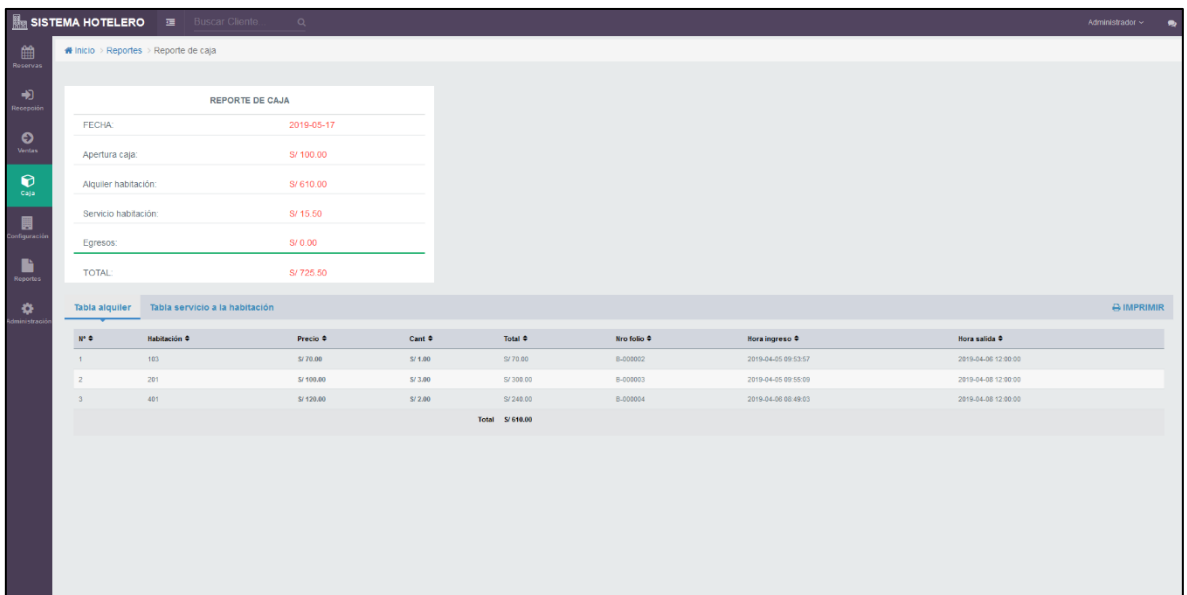 SISTEMA HOTELERO Buscar Cliente Administrador
Inicio > Reportes > Reporte de caja
Reservas
Recepción
Ventas
Caja
Configuración
Reportes
Administración
REPORTE DE CAJA
FECHA: 2019-05-17
Apertura caja: S/ 100.00
Alquiler habitación: S/ 610.00
Servicio habitación: S/ 15.50
Egresos: S/ 0.00
TOTAL: S/ 725.50
Tabla alquiler Tabla servicio a la habitación IMPRIMIR
N° Habitación Precio Cant Total Nro folio Hora ingreso Hora salida
1 103 S/ 70.00 S/ 1.00 S/ 70.00 B-000002 2019-04-05 09:53:57 2019-04-06 12:00:00
2 201 S/ 100.00 S/ 3.00 S/ 300.00 B-000003 2019-04-05 09:55:09 2019-04-08 12:00:00
3 401 S/ 120.00 S/ 2.00 S/ 240.00 B-000004 2019-04-06 08:49:03 2019-04-08 12:00:00
Total S/ 610.00